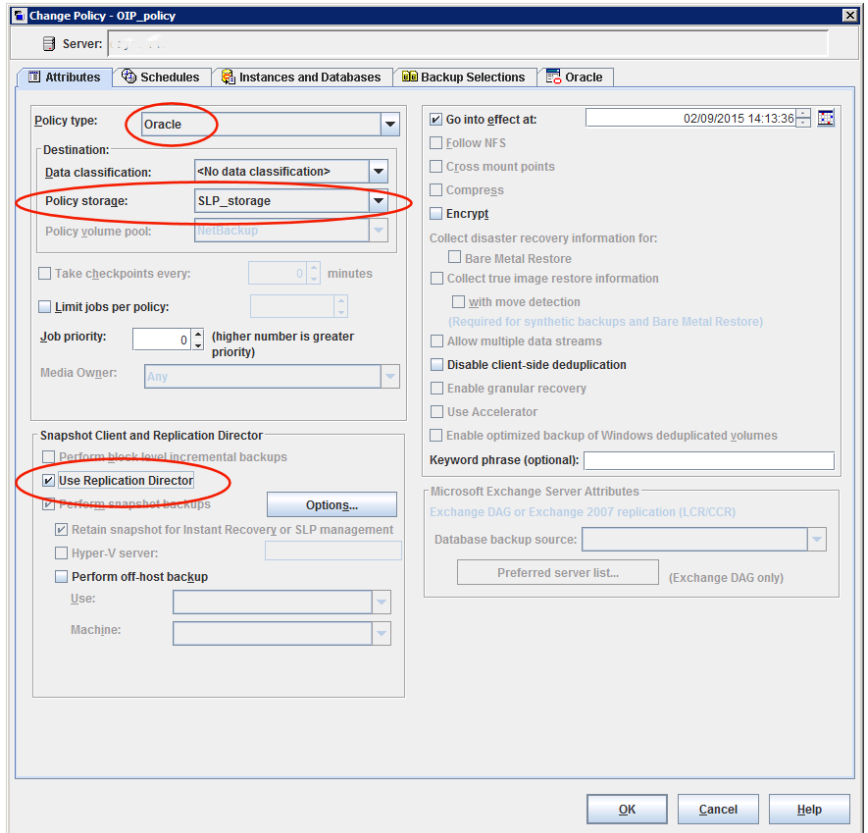 Change Policy - OIP_policy
Server:
Attributes
Schedules
Instances and Databases
Backup Selections
Oracle
Policy type:
Oracle
Destination:
Data classification:
<No data classification>
Policy storage:
SLP_storage
Policy volume pool:
NetBackup
Take checkpoints every:
0
minutes
Limit jobs per policy:
Job priority:
0
(higher number is greater
priority)
Media Owner:
Any
Snapshot Client and Replication Director
Perform block level incremental backups
Use Replication Director
Perform snapshot backups
Options...
Retain snapshot for Instant Recovery or SLP management
Hyper-V server:
Perform off-host backup
Use:
Machine:
Go into effect at:
02/09/2015 14:13:36
Follow NFS
Cross mount points
Compress
Encrypt
Collect disaster recovery information for:
Bare Metal Restore
Collect true image restore information
with move detection
(Required for synthetic backups and Bare Metal Restore)
Allow multiple data streams
Disable client-side deduplication
Enable granular recovery
Use Accelerator
Enable optimized backup of Windows deduplicated volumes
Keyword phrase (optional):
Microsoft Exchange Server Attributes
Exchange DAG or Exchange 2007 replication (LCR/CCR)
Database backup source:
Preferred server list...
(Exchange DAG only)
OK
Cancel
Help